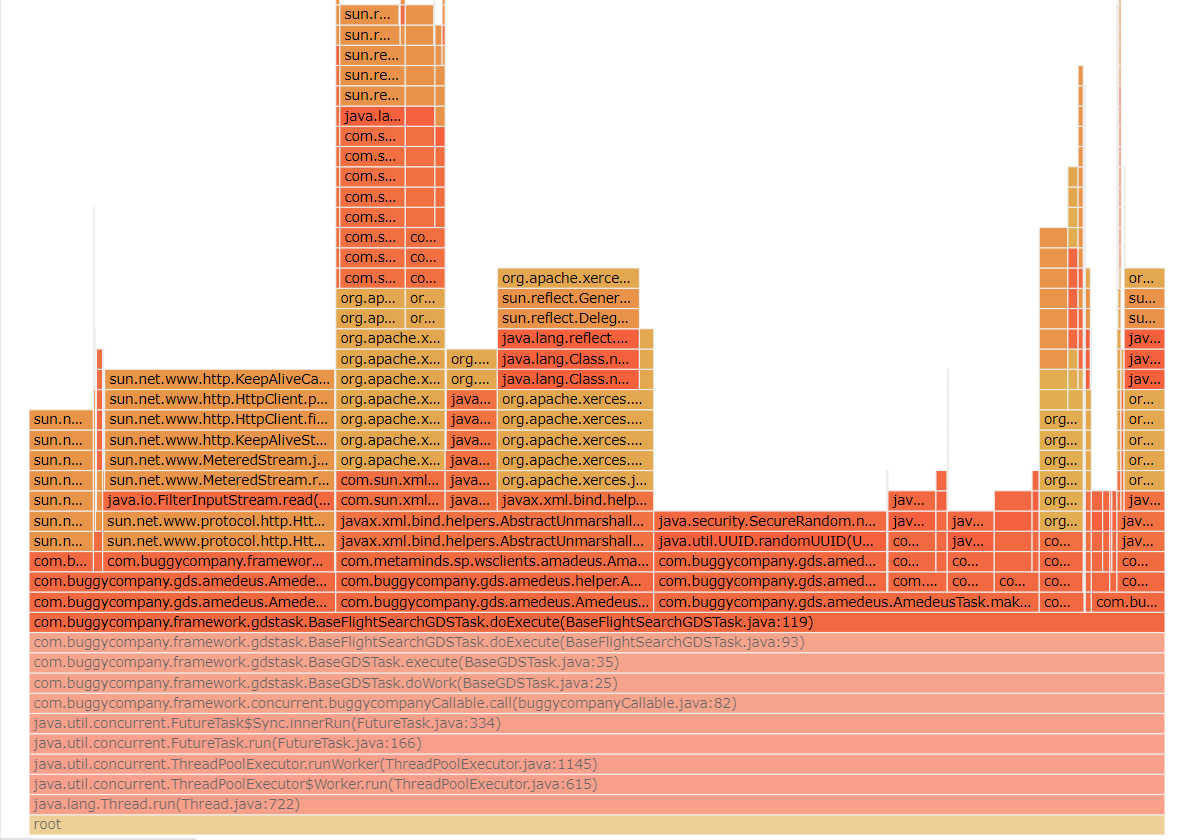 sun.r...
sun.r...
sun.re...
sun.re...
sun.re...
java.la...
com.s...
com.s...
com.s...
com.s...
com.s...
com.s... co...
com.s... co...
com.s... co... org.apache.xerce... or...
org.ap... or... sun.reflect.Gener... su...
org.ap... or... sun.reflect.Deleg... su...
org.apache.x... java.lang.reflect.... jav...
org.apache.x... org.... java.lang.Class.n... jav...
sun.net.www.http.KeepAliveCa... org.apache.x... org.... java.lang.Class.n... jav...
sun.net.www.http.HttpClient.p... org.apache.x... java... org.apache.xerces.... or...
sun.n... sun.net.www.http.HttpClient.fi... org.apache.x... java... org.apache.xerces.... org... or...
sun.n... sun.net.www.http.KeepAliveSt... org.apache.x... java... org.apache.xerces.... org... or...
sun.n... sun.net.www.MeteredStream.j... org.apache.x... java... org.apache.xerces.... org... or...
sun.n... sun.net.www.MeteredStream.r... com.sun.xml... java... org.apache.xerces.j... org... or...
sun.n... java.io.FilterInputStream.read(... com.sun.xml... java... javax.xml.bind.help... jav... org... jav...
sun.n... sun.net.www.protocol.http.Htt... javax.xml.bind.helpers.AbstractUnmarshall... java.security.SecureRandom.n... jav... jav... org... jav...
sun.n... sun.net.www.protocol.http.Htt... javax.xml.bind.helpers.AbstractUnmarshall... java.util.UUID.randomUUID(U... co... jav... co... jav...
com.b... com.buggycompany.framewor... com.metaminds.sp.wsclients.amadeus.Ama... com.buggycompany.gds.amed... co... co... co... co...
com.buggycompany.gds.amedeus.Amede... com.buggycompany.gds.amedeus.helper.A... com.buggycompany.gds.amed... com.... co... co... co... co...
com.buggycompany.gds.amedeus.Amede... com.buggycompany.gds.amedeus.Amedeus... com.buggycompany.gds.amedeus.AmedeusTask.mak... co... com.bu...
com.buggycompany.framework.gdstask.BaseFlightSearchGDSTask.doExecute(BaseFlightSearchGDSTask.java:119)
com.buggycompany.framework.gdstask.BaseFlightSearchGDSTask.doExecute(BaseFlightSearchGDSTask.java:93)
com.buggycompany.framework.gdstask.BaseGDSTask.execute(BaseGDSTask.java:35)
com.buggycompany.framework.gdstask.BaseGDSTask.doWork(BaseGDSTask.java:25)
com.buggycompany.framework.concurrent.buggycompanyCallable.call(buggycompanyCallable.java:82)
java.util.concurrent.FutureTask$Sync.innerRun(FutureTask.java:334)
java.util.concurrent.FutureTask.run(FutureTask.java:166)
java.util.concurrent.ThreadPoolExecutor.runWorker(ThreadPoolExecutor.java:1145)
java.util.concurrent.ThreadPoolExecutor$Worker.run(ThreadPoolExecutor.java:615)
java.lang.Thread.run(Thread.java:722)
root